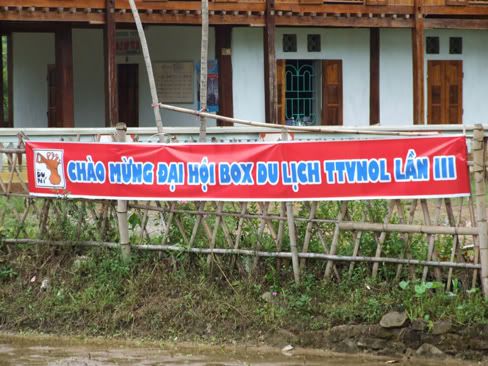 CHÀO MỪNG ĐẠI HỘI BOX DU LỊCH TTVNOL LẦN III